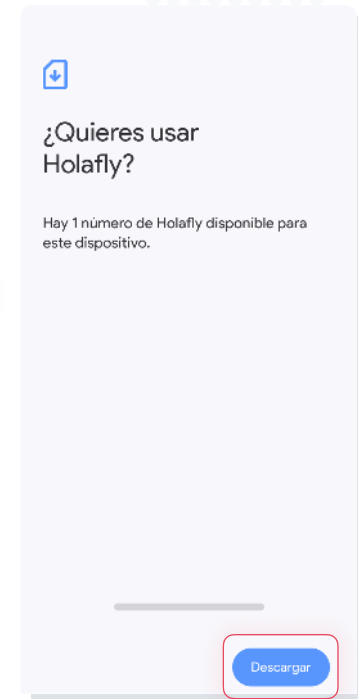 ¿Quieres usar
Holafly?
Hay 1 número de Holafly disponible para
este dispositivo.
Descargar